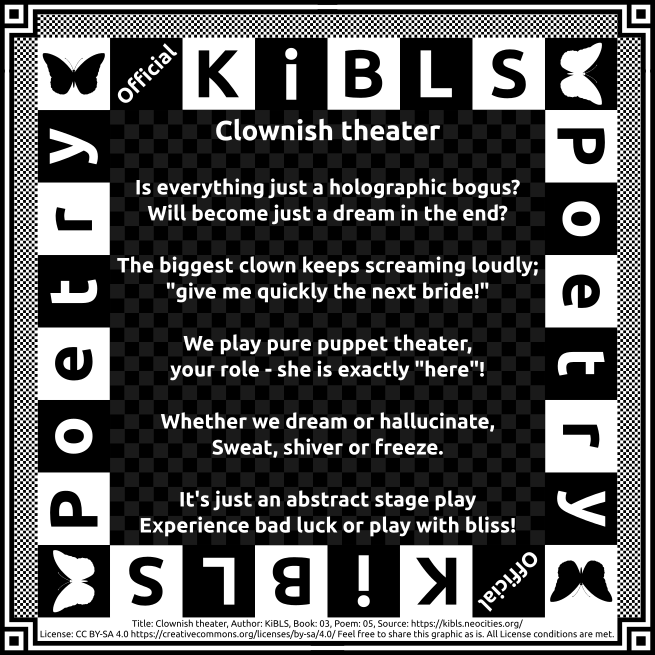 Official KiBLS
Poetry
Poetry
Clownish theater
Is everything just a holographic bogus?
Will become just a dream in the end?
The biggest clown keeps screaming loudly;
"give me quickly the next bride!"
We play pure puppet theater,
your role - she is exactly "here"!
Whether we dream or hallucinate,
Sweat, shiver or freeze.
It's just an abstract stage play
Experience bad luck or play with bliss!
Official KiBLS
Title: Clownish theater, Author: KiBLS, Book: 03, Poem: 05, Source: https://kibls.neocities.org/
License: CC BY-SA 4.0 https://creativecommons.org/licenses/by-sa/4.0/ Feel free to share this graphic as is. All License conditions are met.